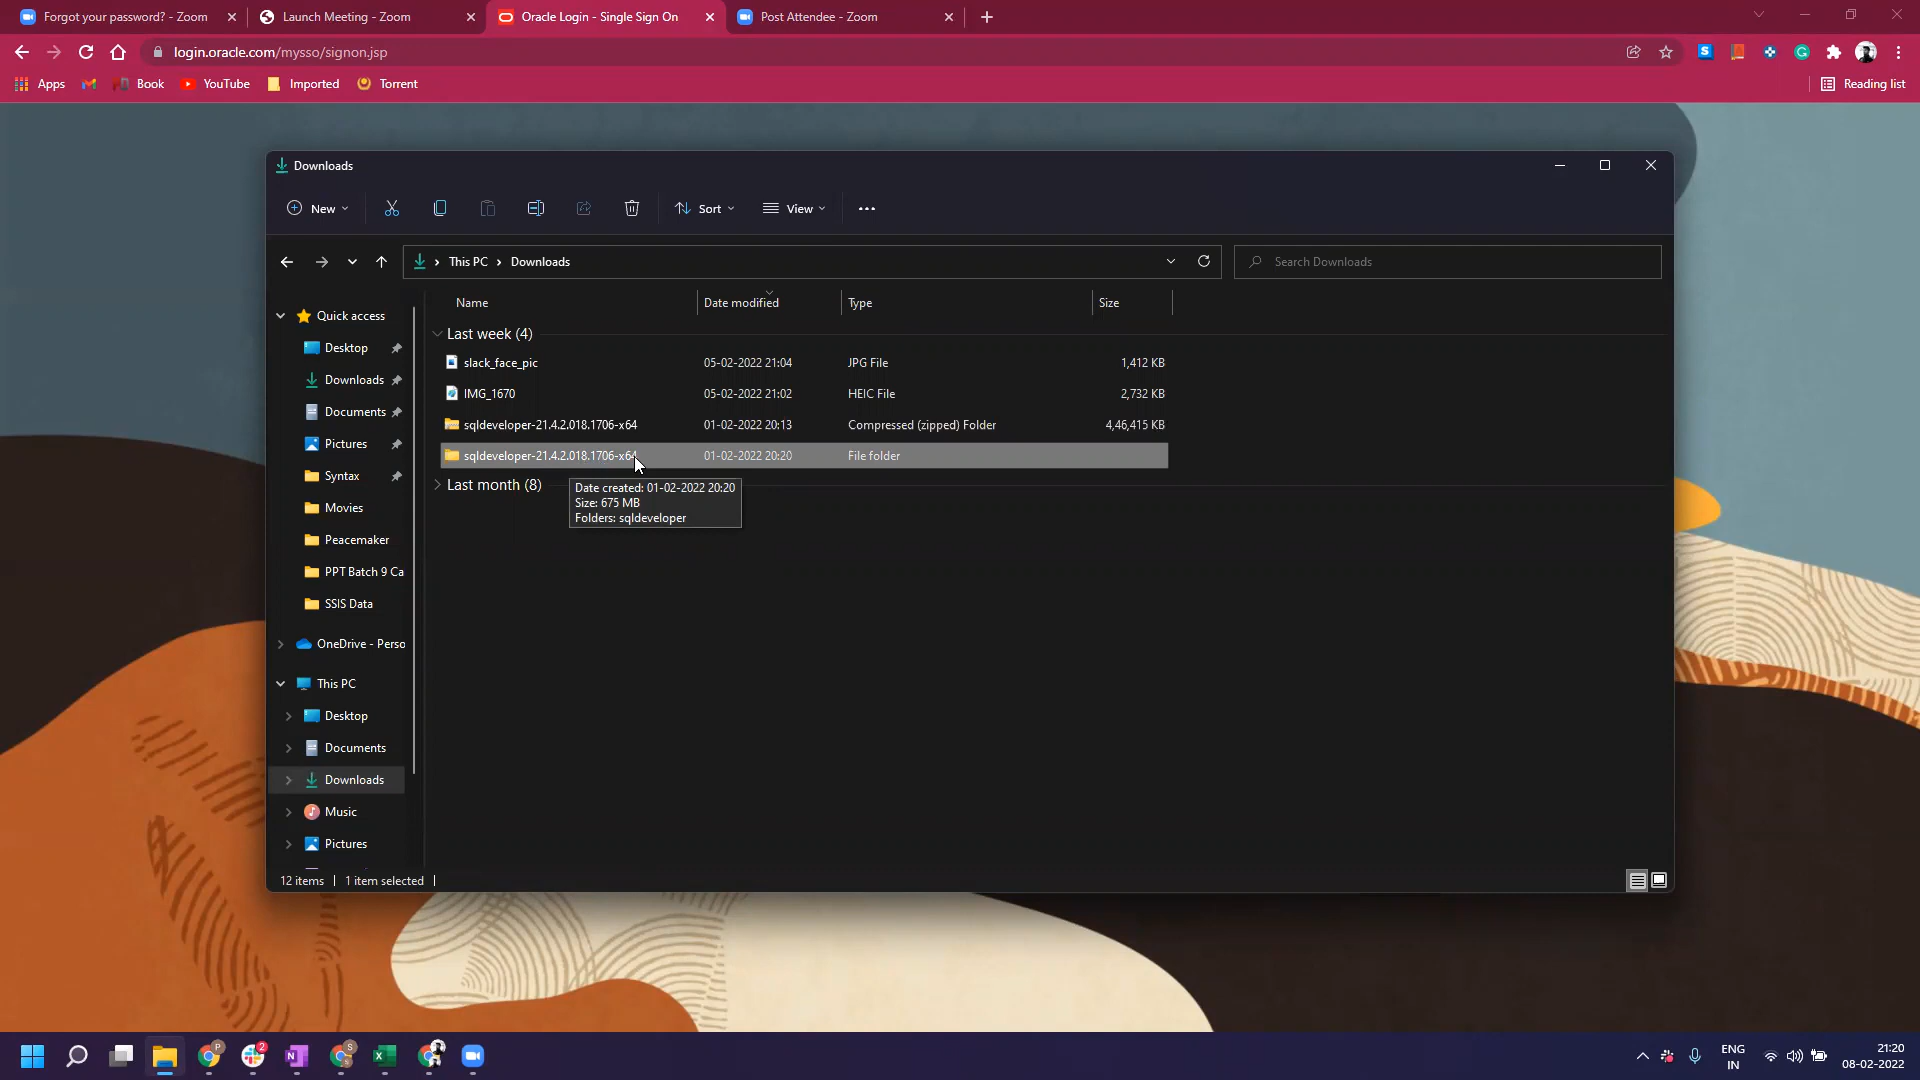 Forgot your password? - Zoom
Launch Meeting - Zoom
Oracle Login - Single Sign On
Post Attendee - Zoom
login.oracle.com/mysso/signon.jsp
Apps
Book
YouTube
Imported
Torrent
Reading list
Downloads
New
Sort
View
This PC
Downloads
Search Downloads
Name
Date modified
Type
Size
Quick access
Desktop
Downloads
Documents
Pictures
Syntax
Movies
Peacemaker
PPT Batch 9 Ca
SSIS Data
OneDrive - Perso
This PC
Desktop
Documents
Downloads
Music
Pictures
Last week (4)
slack_face_pic 05-02-2022 21:04 JPG File 1,412 KB
IMG_1670 05-02-2022 21:02 HEIC File 2,732 KB
sqldeveloper-21.4.2.018.1706-x64 01-02-2022 20:13 Compressed (zipped) Folder 4,46,415 KB
sqldeveloper-21.4.2.018.1706-x64 01-02-2022 20:20 File folder
Last month (8)
Date created: 01-02-2022 20:20
Size: 675 MB
Folders: sqldeveloper
12 items
1 item selected
2
ENG
IN
21:20
08-02-2022